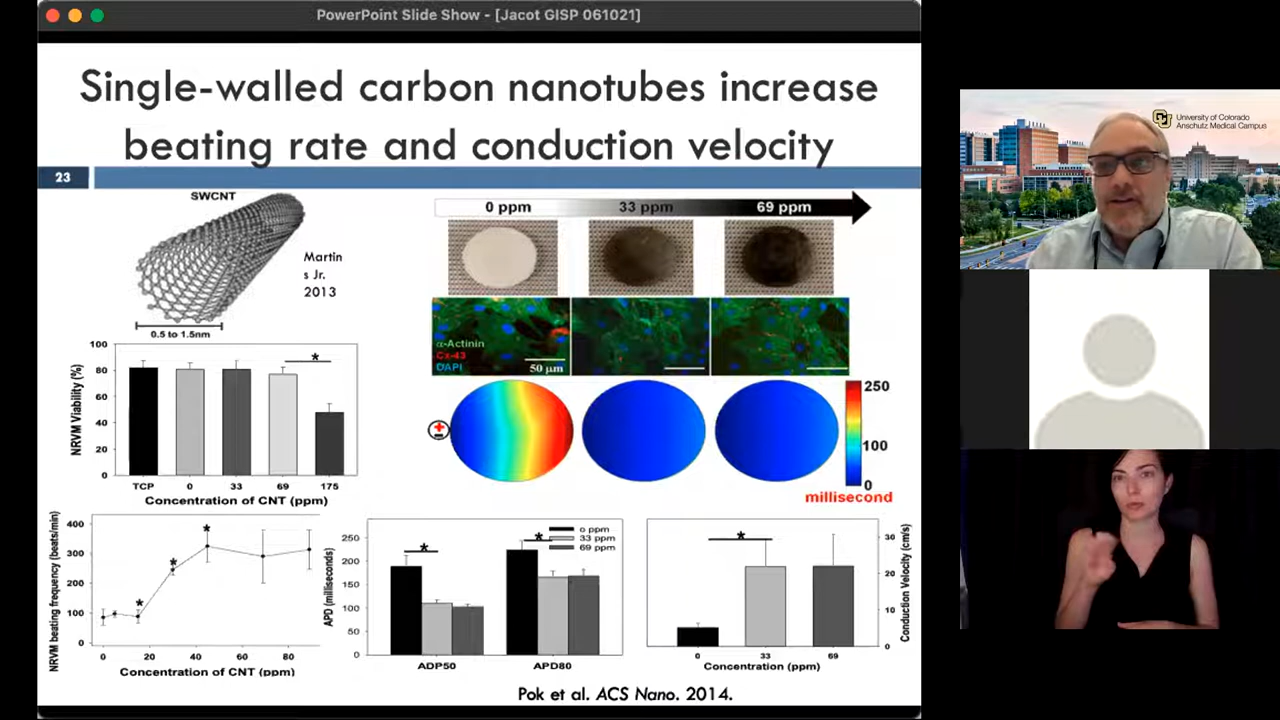 PowerPoint Slide Show - [Jacot GISP 061021]
Single-walled carbon nanotubes increase
beating rate and conduction velocity
23
SWCNT
Martin
s Jr.
2013
0.5 to 1.5nm
0 ppm 33 ppm 69 ppm
α-Actinin
Cx-43
DAPI
50 µm
250
100
0
millisecond
NRVM Viability (%)
100
80
60
40
20
0
*
TCP 0 33 69 175
Concentration of CNT (ppm)
NRVM beating frequency (beats/min)
400
300
200
100
0
* * *
0 20 40 60 80
Concentration of CNT (ppm)
APD (milliseconds)
250
200
150
100
50
0
* *
o ppm
33 ppm
69 ppm
ADP50 APD80
*
30
20
10
0
Conduction Velocity (cm/s)
0 33 69
Concentration (ppm)
Pok et al. ACS Nano. 2014.
University of Colorado
Anschutz Medical Campus